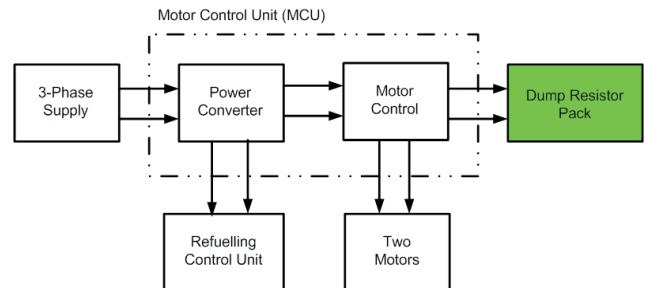 Motor Control Unit (MCU)
3-Phase
Supply
Power
Converter
Motor
Control
Dump Resistor
Pack
Refuelling
Control Unit
Two
Motors